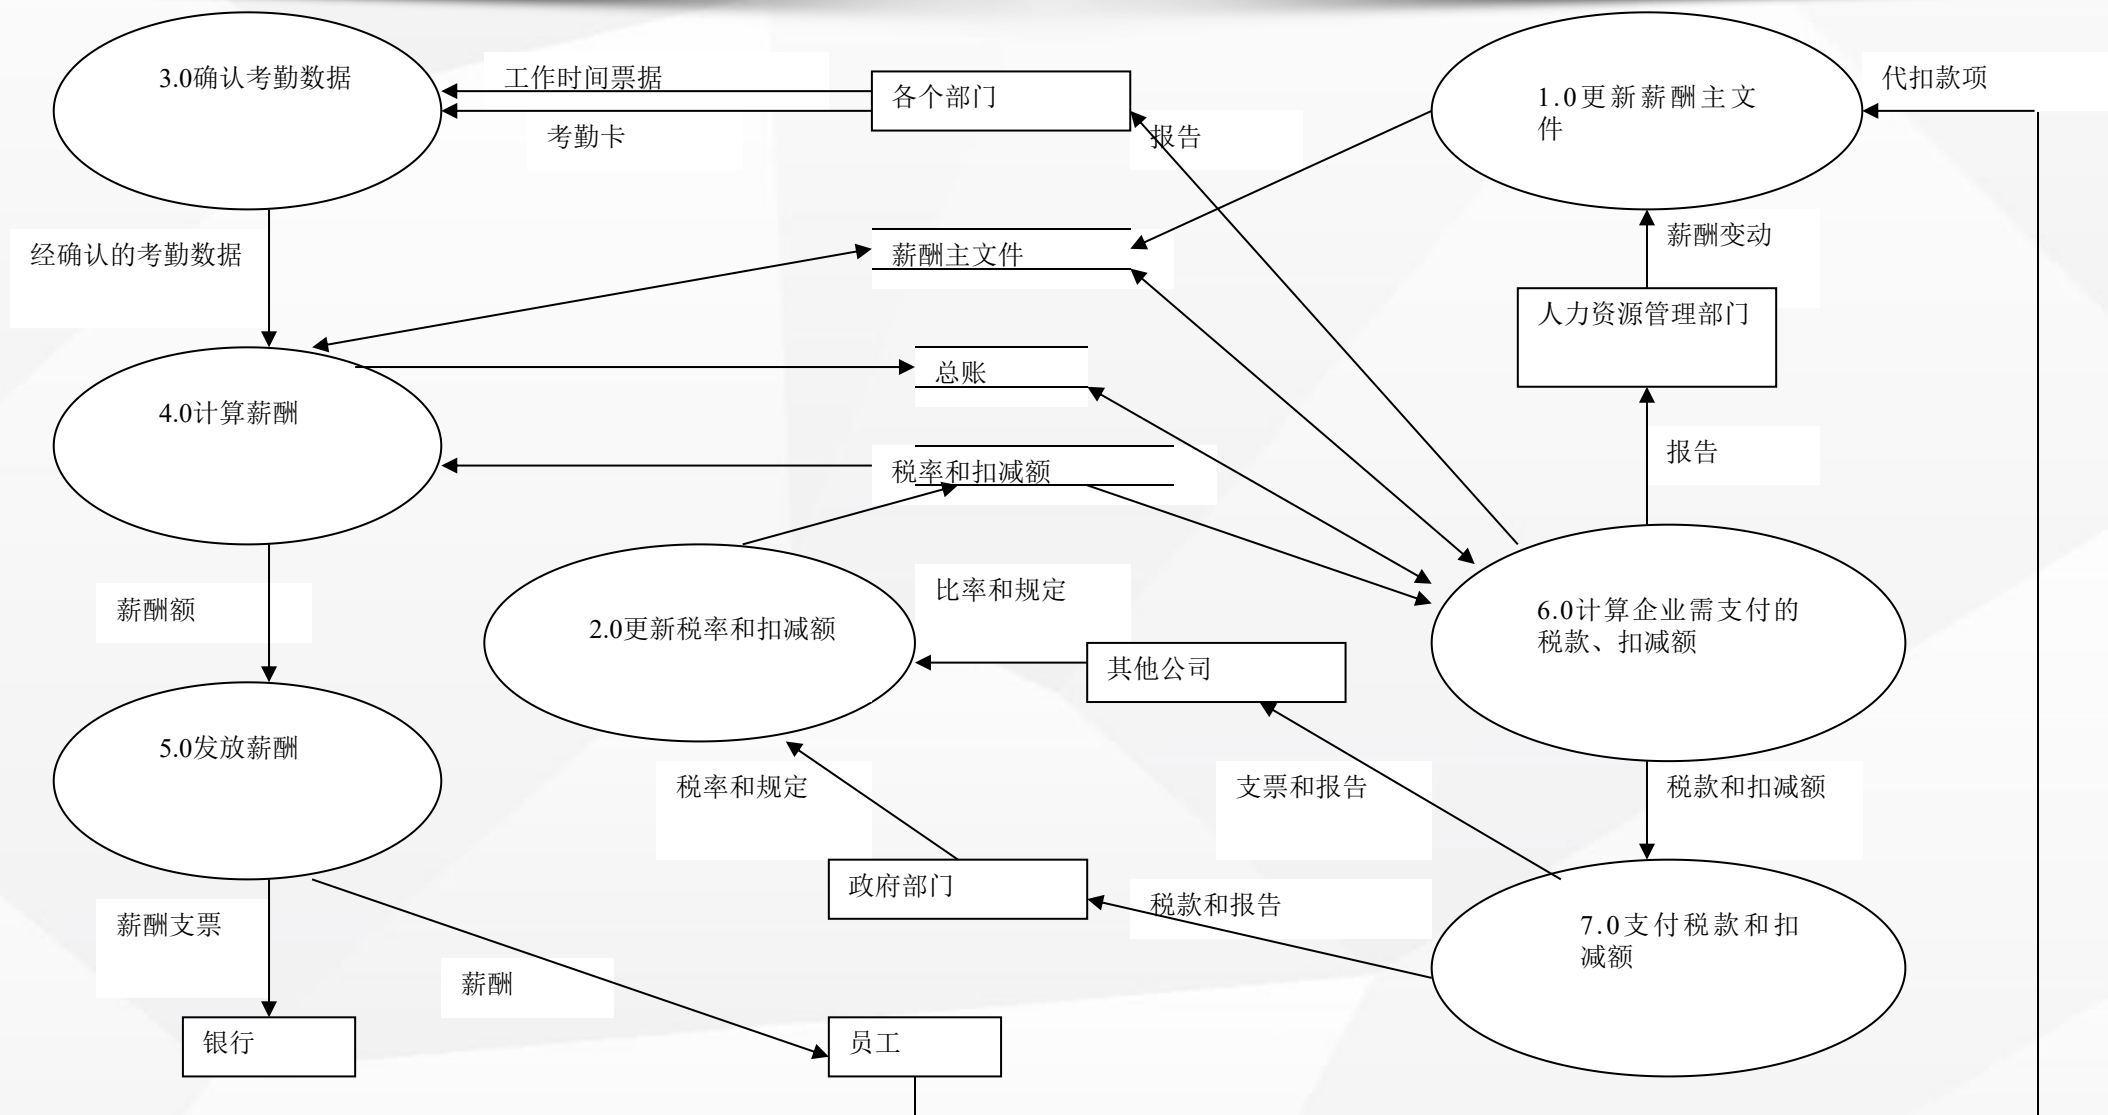 3.0确认考勤数据
工作时间票据
各个部门
考勤卡
报告
1.0更新薪酬主文
件
代扣款项
经确认的考勤数据
薪酬主文件
薪酬变动
人力资源管理部门
总账
4.0计算薪酬
税率和扣减额
报告
薪酬额
2.0更新税率和扣减额
比率和规定
其他公司
6.0计算企业需支付的
税款、扣减额
5.0发放薪酬
税率和规定
支票和报告
税款和扣减额
政府部门
税款和报告
7.0支付税款和扣
减额
薪酬支票
薪酬
银行
员工